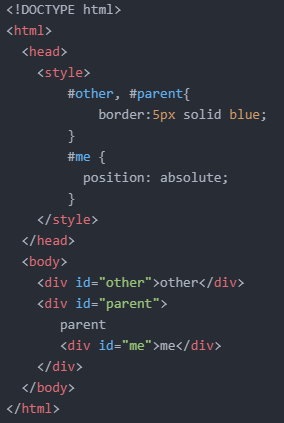 <!DOCTYPE html>
<html>
  <head>
    <style>
        #other, #parent{
            border:5px solid blue;
        }
        #me {
          position: absolute;
        }
    </style>
  </head>
  <body>
    <div id="other">other</div>
    <div id="parent">
       parent
       <div id="me">me</div>
    </div>
  </body>
</html>